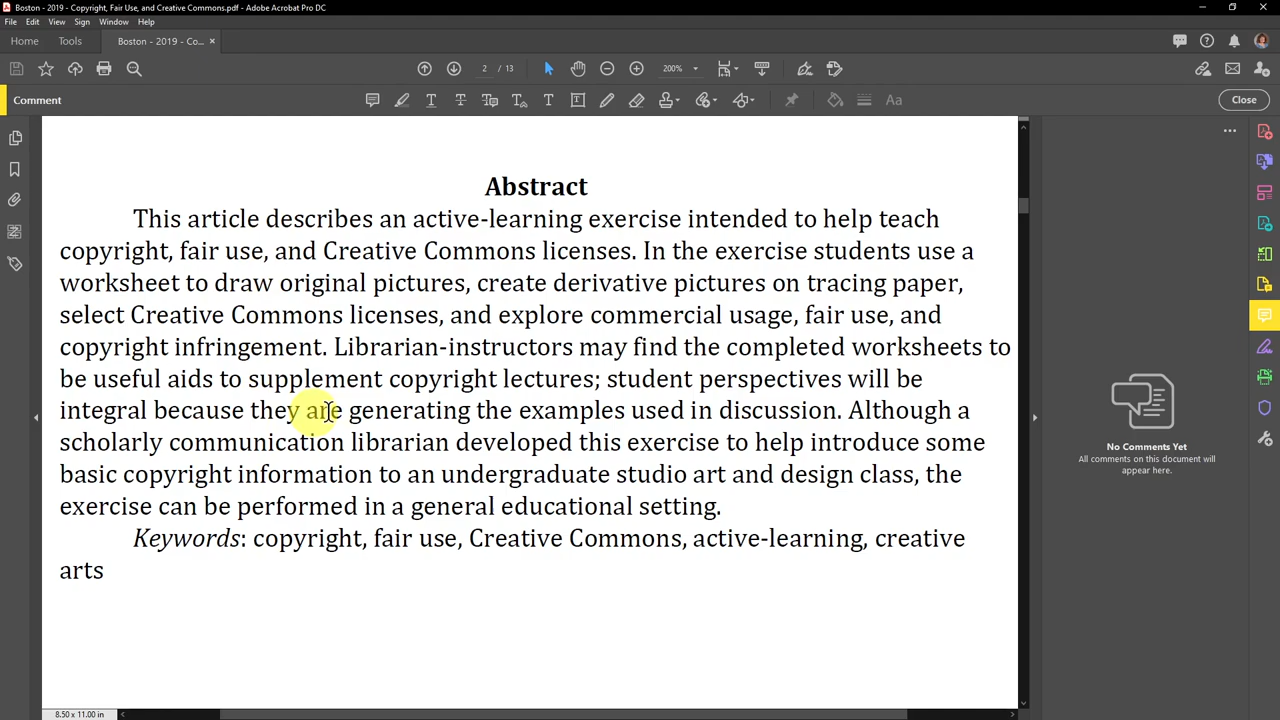 Boston - 2019 - Copyright, Fair Use, and Creative Commons.pdf - Adobe Acrobat Pro DC
File Edit View Sign Window Help
Home Tools Boston - 2019 - Co... ×
2 / 13 200%
Comment Aa Close
Abstract
This article describes an active-learning exercise intended to help teach
copyright, fair use, and Creative Commons licenses. In the exercise students use a
worksheet to draw original pictures, create derivative pictures on tracing paper,
select Creative Commons licenses, and explore commercial usage, fair use, and
copyright infringement. Librarian-instructors may find the completed worksheets to
be useful aids to supplement copyright lectures; student perspectives will be
integral because they are generating the examples used in discussion. Although a
scholarly communication librarian developed this exercise to help introduce some
basic copyright information to an undergraduate studio art and design class, the
exercise can be performed in a general educational setting.
Keywords: copyright, fair use, Creative Commons, active-learning, creative
arts
No Comments Yet
All comments on this document will
appear here.
8.50 x 11.00 in